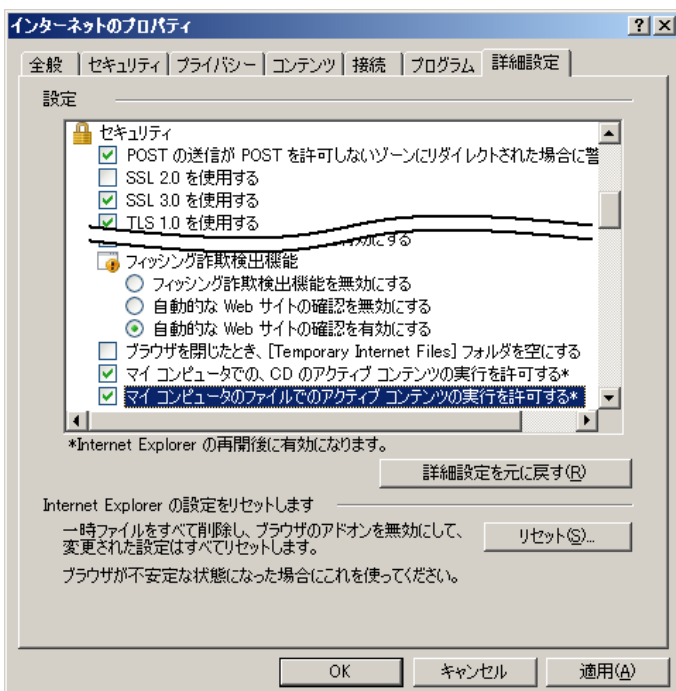 インターネットのプロパティ
全般 セキュリティ プライバシー コンテンツ 接続 プログラム 詳細設定
設定
セキュリティ
POST の送信が POST を許可しないゾーンにリダイレクトされた場合に警
SSL 2.0 を使用する
SSL 3.0 を使用する
TLS 1.0 を使用する
する
フィッシング詐欺検出機能
フィッシング詐欺検出機能を無効にする
自動的な Web サイトの確認を無効にする
自動的な Web サイトの確認を有効にする
ブラウザを閉じたとき、[Temporary Internet Files] フォルダを空にする
マイ コンピュータでの、CD のアクティブ コンテンツの実行を許可する*
マイ コンピュータのファイルでのアクティブ コンテンツの実行を許可する*
*Internet Explorer の再開後に有効になります。
詳細設定を元に戻す(R)
Internet Explorer の設定をリセットします
一時ファイルをすべて削除し、ブラウザのアドオンを無効にして、
変更された設定はすべてリセットします。
リセット(S)...
ブラウザが不安定な状態になった場合にこれを使ってください。
OK キャンセル 適用(A)